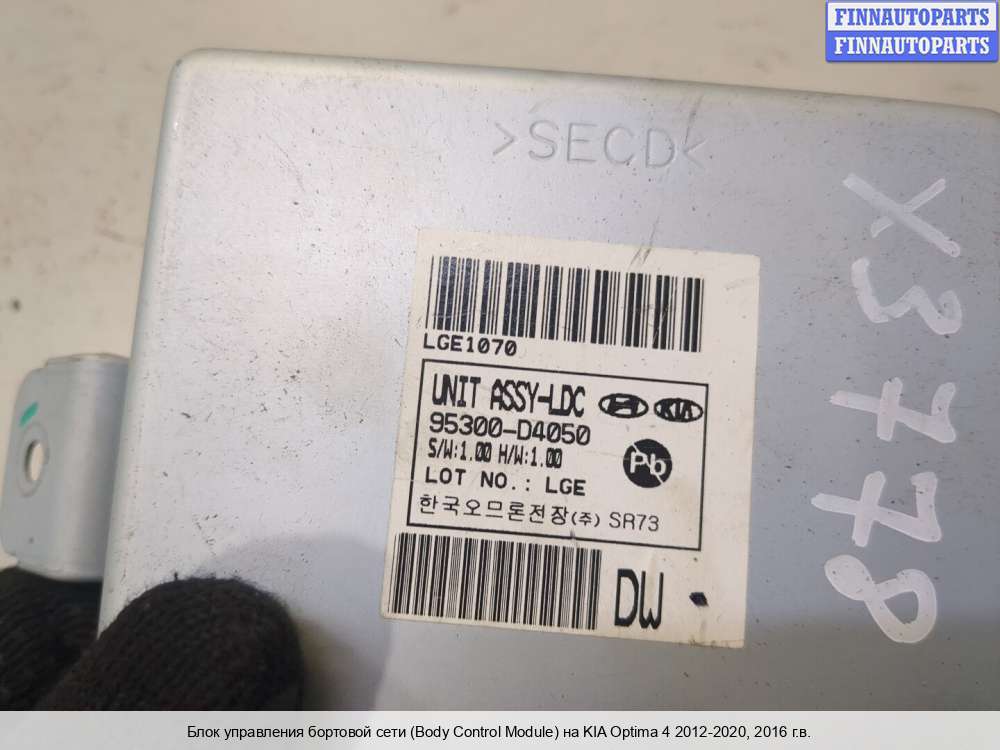 FINNAUTOPARTS
FINNAUTOPARTS
>SECD<
X3778
LGE1070
UNIT ASSY-LDC
KIA
95300-D4050
S/W:1.00 H/W:1.00
Pb
LOT NO.: LGE
한국오므론전장(주) SR73
DW
Блок управления бортовой сети (Body Control Module) на KIA Optima 4 2012-2020, 2016 г.в.